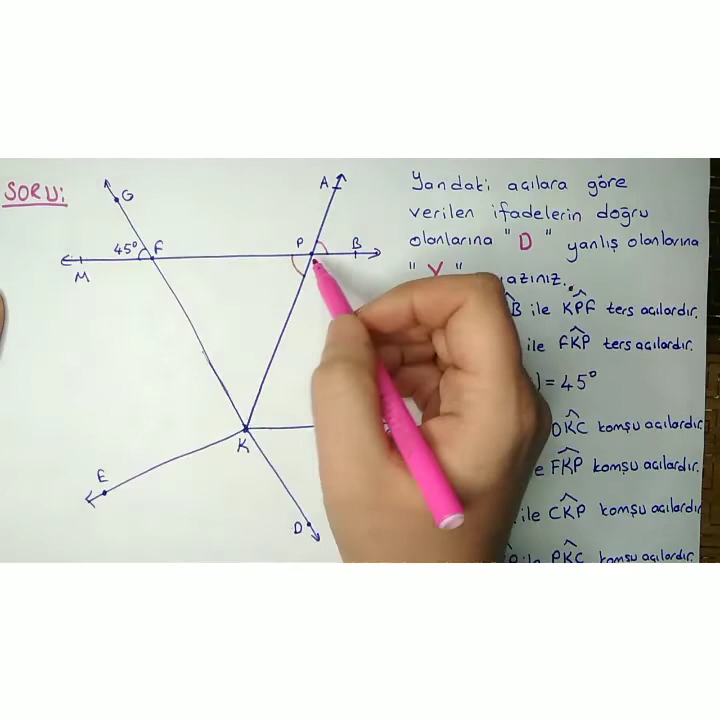 SORU:
G
A
45° F
P
B
M
K
E
D
Yandaki açılara göre
verilen ifadelerin doğru
olanlarına "D" yanlış olanlarına
"Y"
B ile KPF ters açılardır.
ile FKP ters açılardır.
) = 45°
DKC komşu açılardır
FKP komşu açılardır.
ile CKP komşu açılardır
ile PKC komşu açılardır.